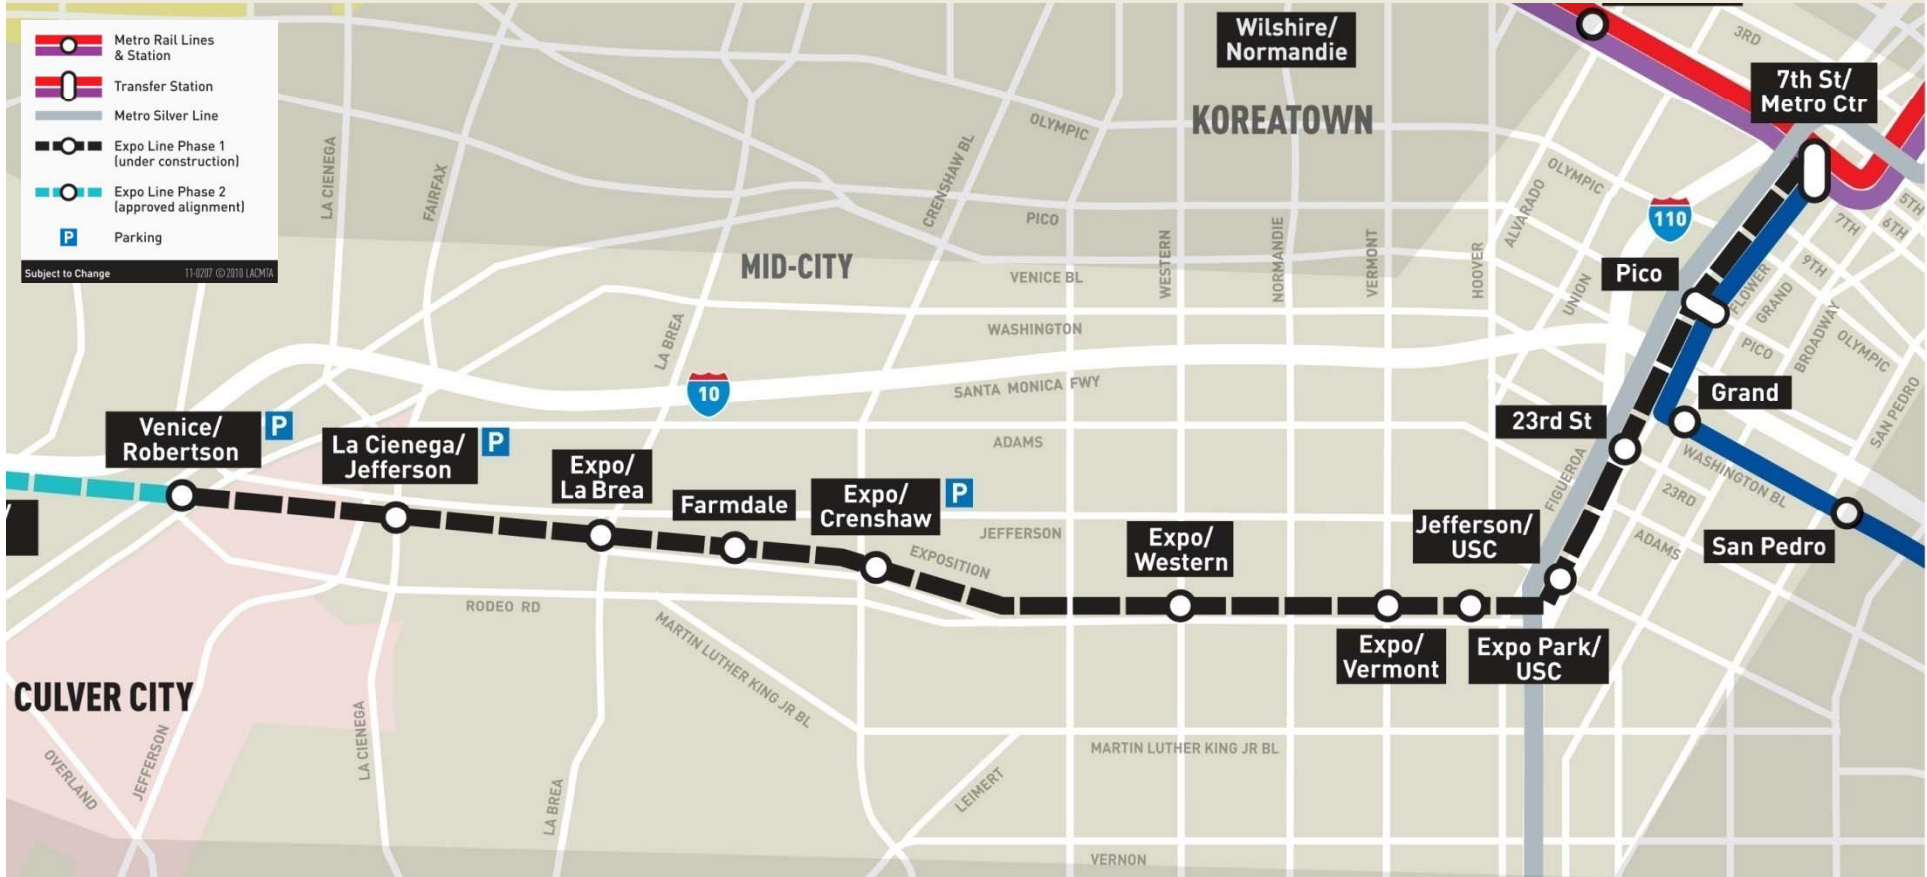 Metro Rail Lines
& Station
Transfer Station
Metro Silver Line
Expo Line Phase 1
(under construction)
Expo Line Phase 2
(approved alignment)
P
Parking
Subject to Change
11-0207 ©2010 LACMTA
Wilshire/
Normandie
KOREATOWN
MID-CITY
CULVER CITY
7th St/
Metro Ctr
Pico
Grand
23rd St
San Pedro
Jefferson/
USC
Expo Park/
USC
Expo/
Vermont
Expo/
Western
Expo/
Crenshaw
P
Farmdale
Expo/
La Brea
La Cienega/
Jefferson
P
Venice/
Robertson
P
/
10
110
LA CIENEGA
FAIRFAX
CRENSHAW BL
OLYMPIC
PICO
VENICE BL
WASHINGTON
SANTA MONICA FWY
ADAMS
JEFFERSON
EXPOSITION
RODEO RD
MARTIN LUTHER KING JR BL
MARTIN LUTHER KING JR BL
LEIMERT
VERNON
LA BREA
LA BREA
LA CIENEGA
JEFFERSON
OVERLAND
WESTERN
NORMANDIE
VERMONT
HOOVER
ALVARADO
OLYMPIC
UNION
FIGUEROA
FLOWER
GRAND
BROADWAY
SAN PEDRO
3RD
5TH
6TH
7TH
9TH
OLYMPIC
PICO
WASHINGTON BL
23RD
ADAMS